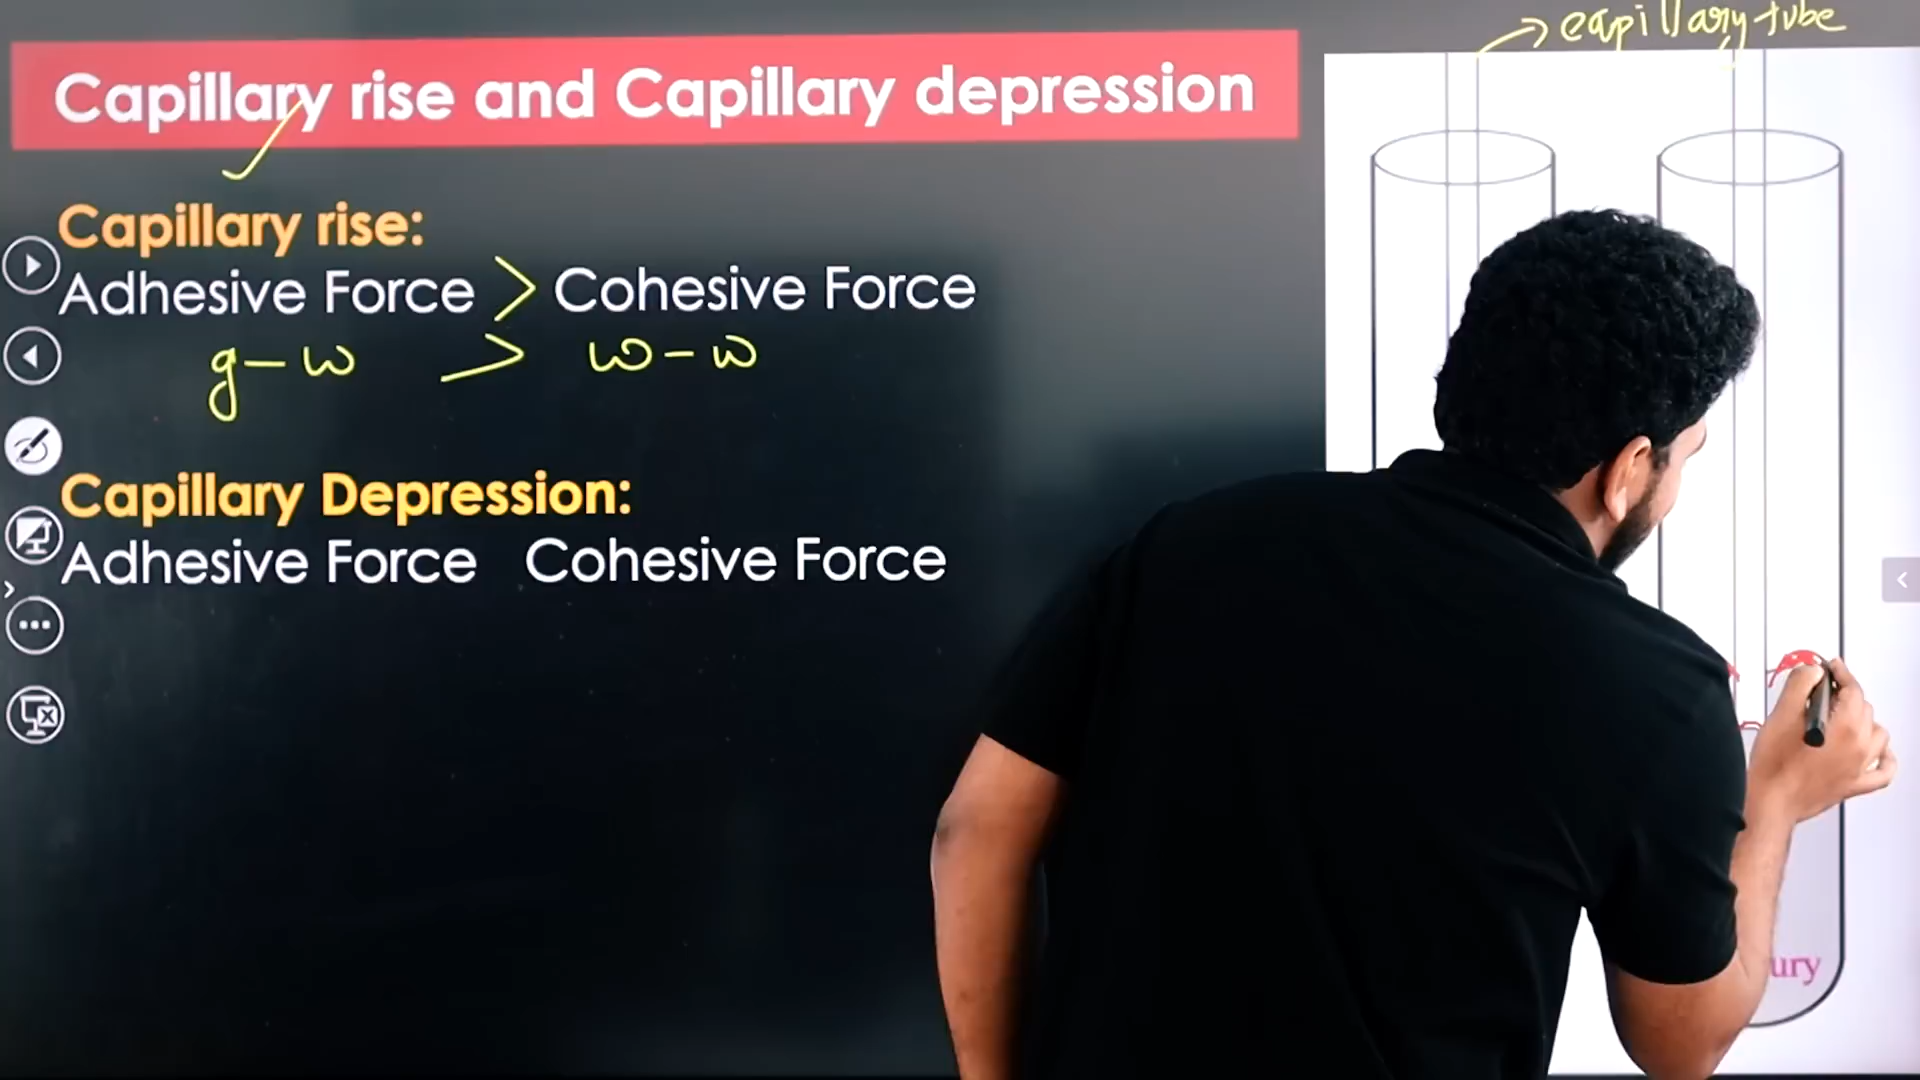 capillary tube
Capillary rise and Capillary depression
Capillary rise:
Adhesive Force > Cohesive Force
g - w > w - w
Capillary Depression:
Adhesive Force Cohesive Force
ury